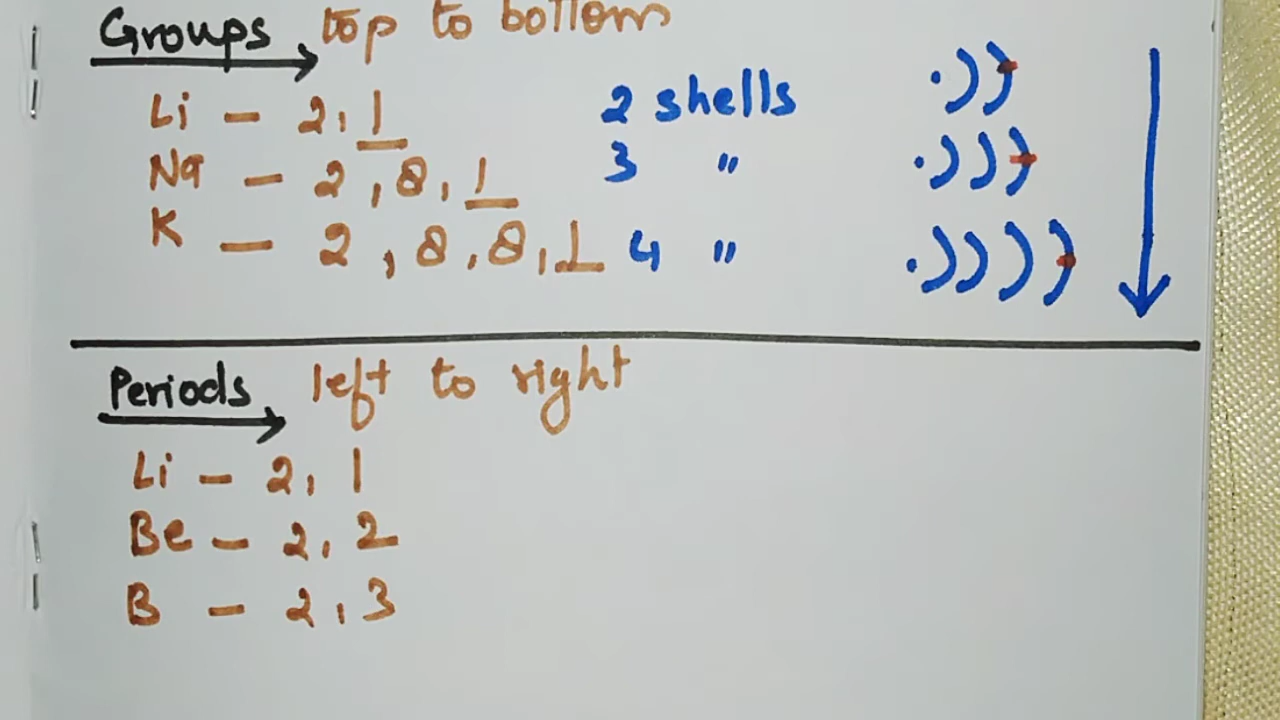 Groups top to bottom
Li - 2, 1 2 shells
Na - 2, 8, 1 3 "
K - 2, 8, 8, 1 4 "
Periods left to right
Li - 2, 1
Be - 2, 2
B - 2, 3